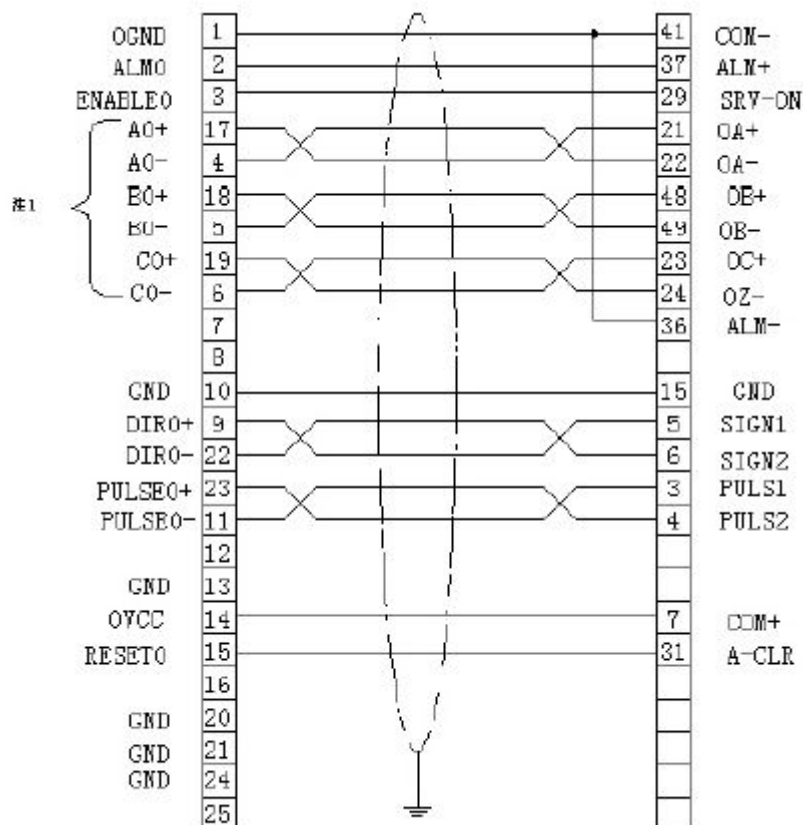 OGND 1 41 COM-
ALM0 2 37 ALM+
ENABLE0 3 29 SRV-ON
A0+ 17 21 OA+
A0- 4 22 OA-
B0+ 18 48 OB+
注1
B0- 5 49 OB-
C0+ 19 23 OC+
C0- 6 24 OZ-
7 36 ALM-
8
GND 10 15 GND
DIR0+ 9 5 SIGN1
DIR0- 22 6 SIGN2
PULSE0+ 23 3 PULS1
PULSE0- 11 4 PULS2
12
GND 13
OVCC 14 7 COM+
RESET0 15 31 A-CLR
16
GND 20
GND 21
GND 24
25